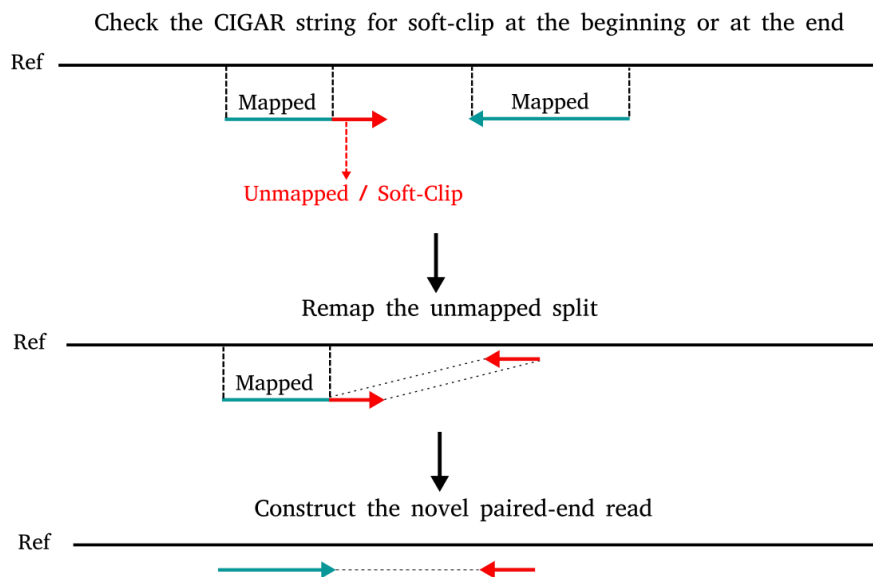 Check the CIGAR string for soft-clip at the beginning or at the end
Ref
Mapped
Mapped
Unmapped / Soft-Clip
Remap the unmapped split
Ref
Mapped
Construct the novel paired-end read
Ref